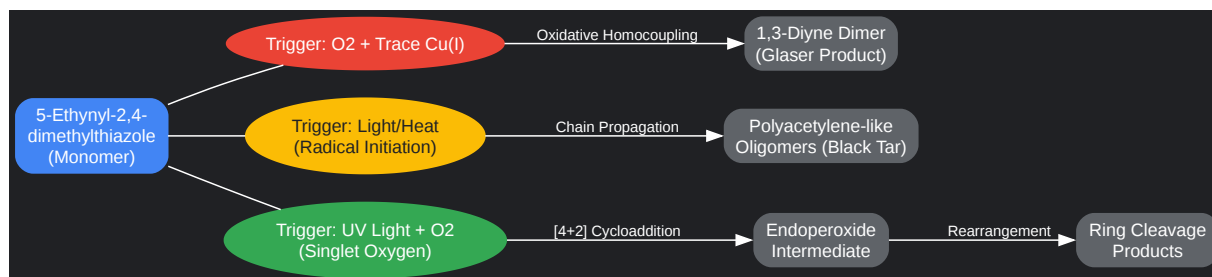 5-Ethynyl-2,4-
dimethylthiazole
(Monomer)
Trigger: O2 + Trace Cu(I)
Oxidative Homocoupling
1,3-Diyne Dimer
(Glaser Product)
Trigger: Light/Heat
(Radical Initiation)
Chain Propagation
Polyacetylene-like
Oligomers (Black Tar)
Trigger: UV Light + O2
(Singlet Oxygen)
[4+2] Cycloaddition
Endoperoxide
Intermediate
Rearrangement
Ring Cleavage
Products